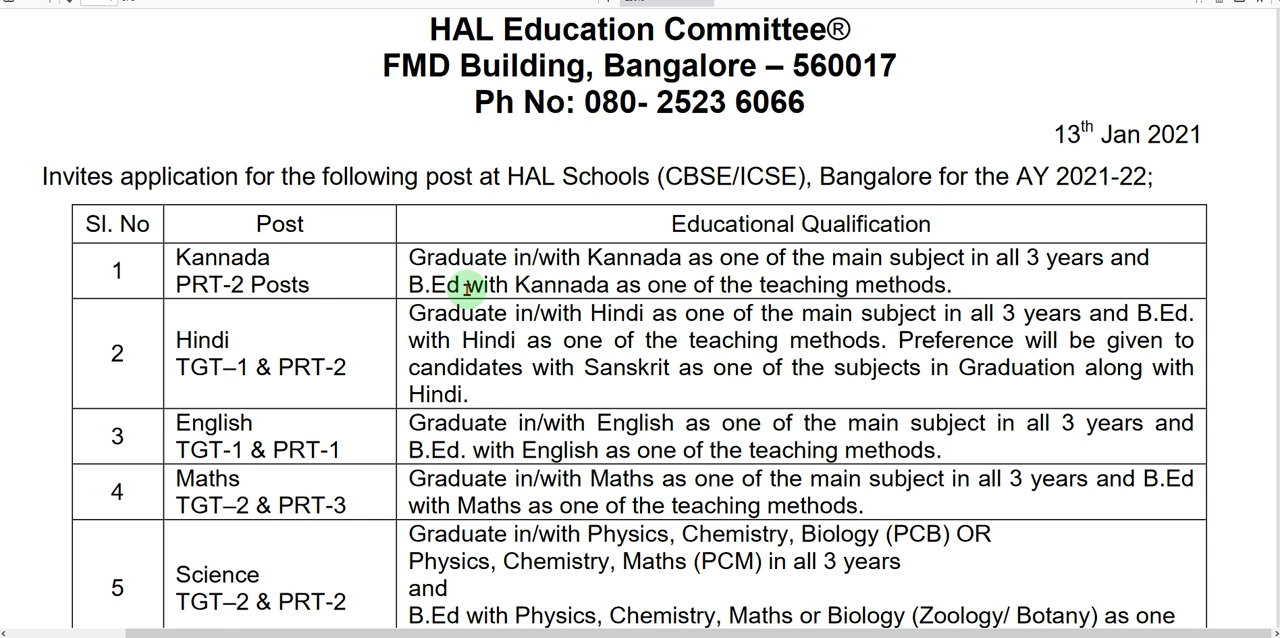 HAL Education Committee®
FMD Building, Bangalore – 560017
Ph No: 080- 2523 6066
13th Jan 2021
Invites application for the following post at HAL Schools (CBSE/ICSE), Bangalore for the AY 2021-22;
Sl. No Post Educational Qualification
1
Kannada
PRT-2 Posts
Graduate in/with Kannada as one of the main subject in all 3 years and
B.Ed with Kannada as one of the teaching methods.
2
Hindi
TGT–1 & PRT-2
Graduate in/with Hindi as one of the main subject in all 3 years and B.Ed.
with Hindi as one of the teaching methods. Preference will be given to
candidates with Sanskrit as one of the subjects in Graduation along with
Hindi.
3
English
TGT-1 & PRT-1
Graduate in/with English as one of the main subject in all 3 years and
B.Ed. with English as one of the teaching methods.
4
Maths
TGT–2 & PRT-3
Graduate in/with Maths as one of the main subject in all 3 years and B.Ed
with Maths as one of the teaching methods.
5
Science
TGT–2 & PRT-2
Graduate in/with Physics, Chemistry, Biology (PCB) OR
Physics, Chemistry, Maths (PCM) in all 3 years
and
B.Ed with Physics, Chemistry, Maths or Biology (Zoology/ Botany) as one